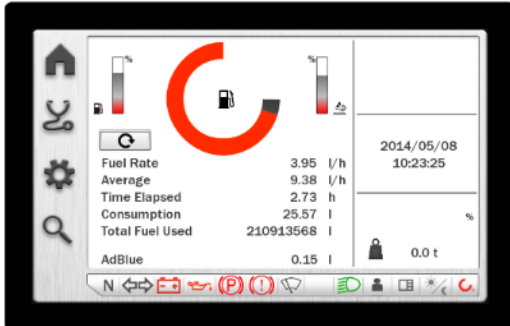 % %
Fuel Rate 3.95 l/h
Average 9.38 l/h
Time Elapsed 2.73 h
Consumption 25.57 l
Total Fuel Used 210913568 l
AdBlue 0.15 l
2014/05/08
10:23:25
%
0.0 t
N (P) (!)